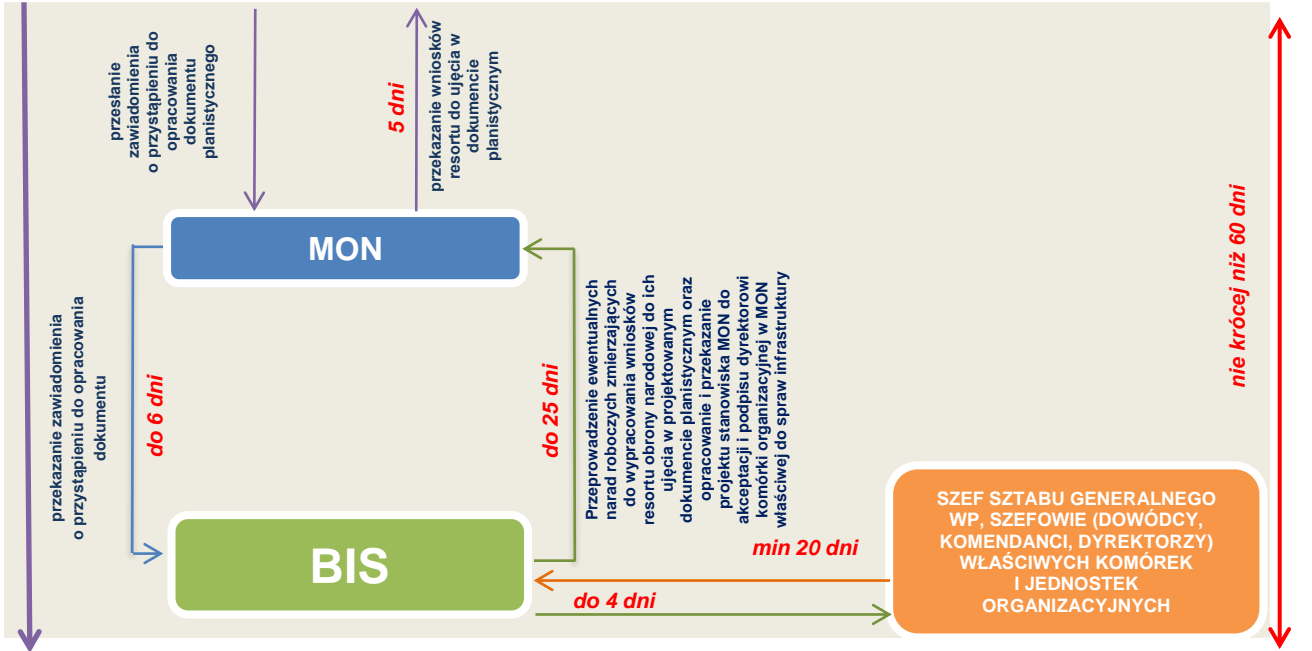 przesłanie
zawiadomienia
o przystąpieniu do
opracowania
dokumentu
planistycznego
5 dni
przekazanie wniosków
resortu do ujęcia w
dokumencie
planistycznym
MON
przekazanie zawiadomienia
o przystąpieniu do opracowania
dokumentu
do 6 dni
do 25 dni
Przeprowadzenie ewentualnych
narad roboczych zmierzających
do wypracowania wniosków
resortu obrony narodowej do ich
ujęcia w projektowanym
dokumencie planistycznym oraz
opracowanie i przekazanie
projektu stanowiska MON do
akceptacji i podpisu dyrektorowi
komórki organizacyjnej w MON
właściwej do spraw infrastruktury
nie krócej niż 60 dni
BIS
min 20 dni
do 4 dni
SZEF SZTABU GENERALNEGO
WP, SZEFOWIE (DOWÓDCY,
KOMENDANCI, DYREKTORZY)
WŁAŚCIWYCH KOMÓREK
I JEDNOSTEK
ORGANIZACYJNYCH